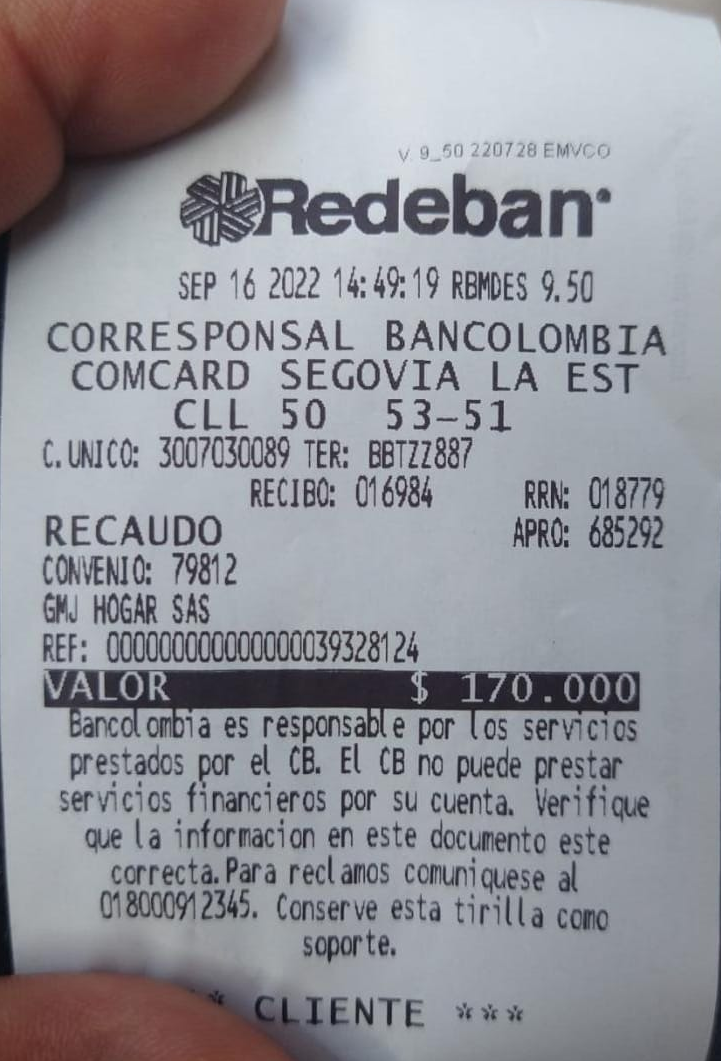 V. 9_50 220728 EMVCO
Redeban
SEP 16 2022 14:49:19 RBMDES 9.50
CORRESPONSAL BANCOLOMBIA
COMCARD SEGOVIA LA EST
CLL 50 53-51
C.UNICO: 3007030089 TER: BBTZZ887
RECIBO: 016984 RRN: 018779
RECAUDO APRO: 685292
CONVENIO: 79812
GMJ HOGAR SAS
REF: 000000000000000039328124
VALOR $ 170.000
Bancolombia es responsable por los servicios
prestados por el CB. El CB no puede prestar
servicios financieros por su cuenta. Verifique
que la informacion en este documento este
correcta.Para reclamos comuniquese al
018000912345. Conserve esta tirilla como
soporte.
* CLIENTE ***